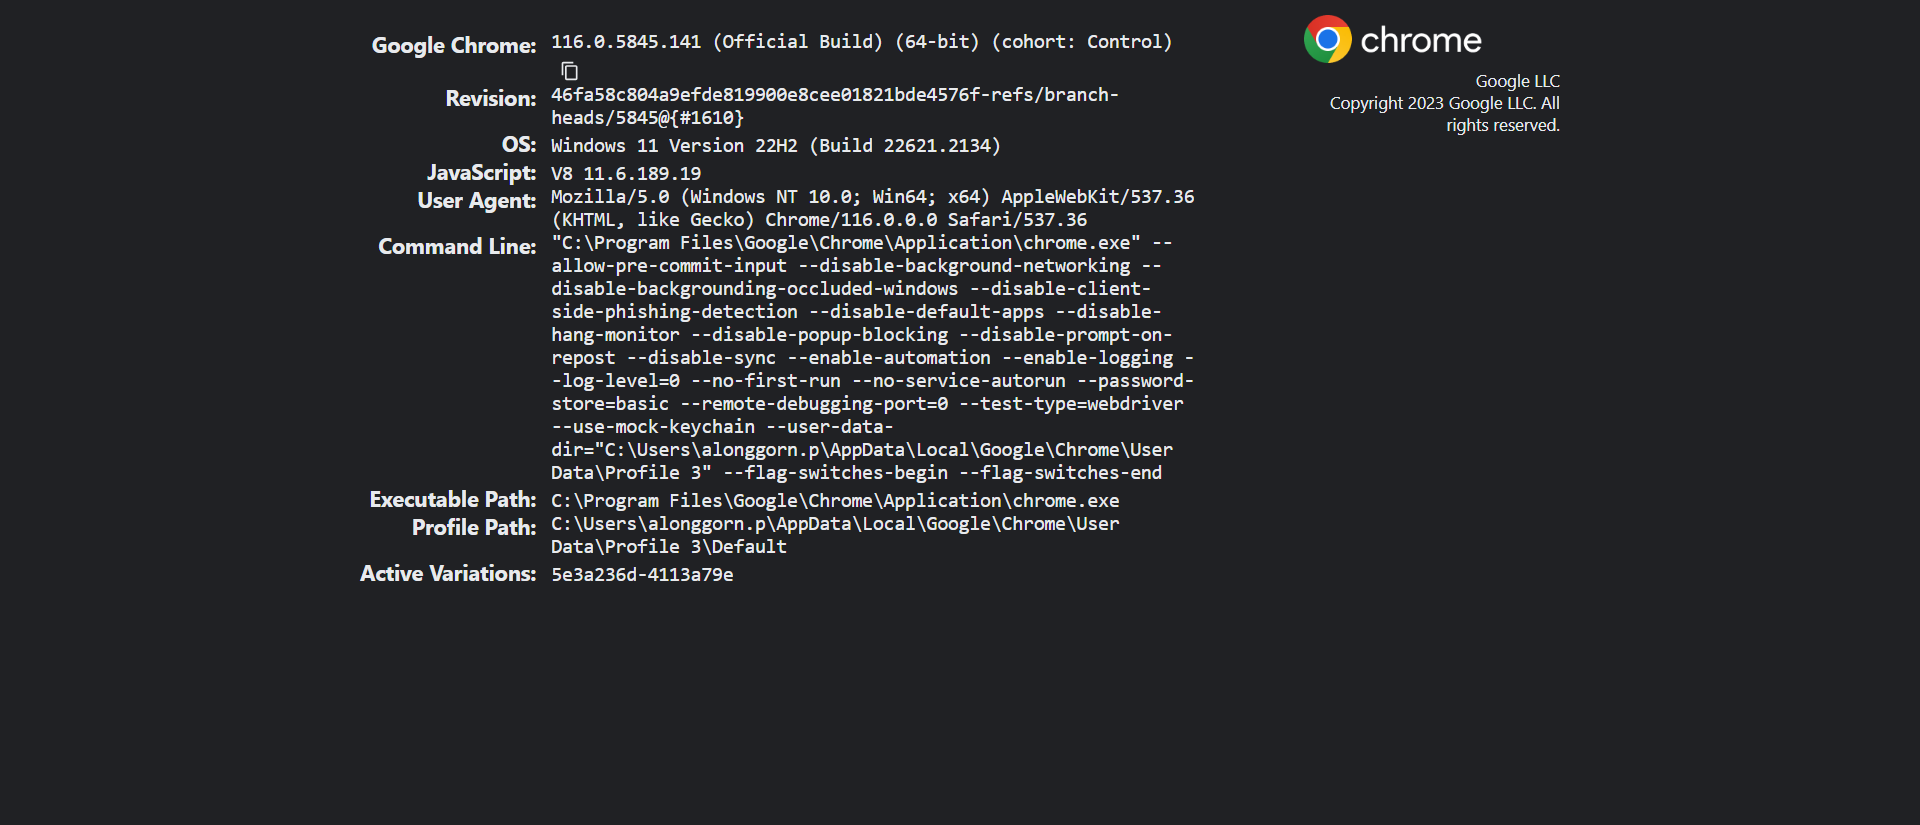 Google Chrome: 116.0.5845.141 (Official Build) (64-bit) (cohort: Control)
Revision: 46fa58c804a9efde819900e8cee01821bde4576f-refs/branch-
heads/5845@{#1610}
OS: Windows 11 Version 22H2 (Build 22621.2134)
JavaScript: V8 11.6.189.19
User Agent: Mozilla/5.0 (Windows NT 10.0; Win64; x64) AppleWebKit/537.36
(KHTML, like Gecko) Chrome/116.0.0.0 Safari/537.36
Command Line: "C:\Program Files\Google\Chrome\Application\chrome.exe" --
allow-pre-commit-input --disable-background-networking --
disable-backgrounding-occluded-windows --disable-client-
side-phishing-detection --disable-default-apps --disable-
hang-monitor --disable-popup-blocking --disable-prompt-on-
repost --disable-sync --enable-automation --enable-logging -
-log-level=0 --no-first-run --no-service-autorun --password-
store=basic --remote-debugging-port=0 --test-type=webdriver
--use-mock-keychain --user-data-
dir="C:\Users\alonggorn.p\AppData\Local\Google\Chrome\User
Data\Profile 3" --flag-switches-begin --flag-switches-end
Executable Path: C:\Program Files\Google\Chrome\Application\chrome.exe
Profile Path: C:\Users\alonggorn.p\AppData\Local\Google\Chrome\User
Data\Profile 3\Default
Active Variations: 5e3a236d-4113a79e
chrome
Google LLC
Copyright 2023 Google LLC. All
rights reserved.